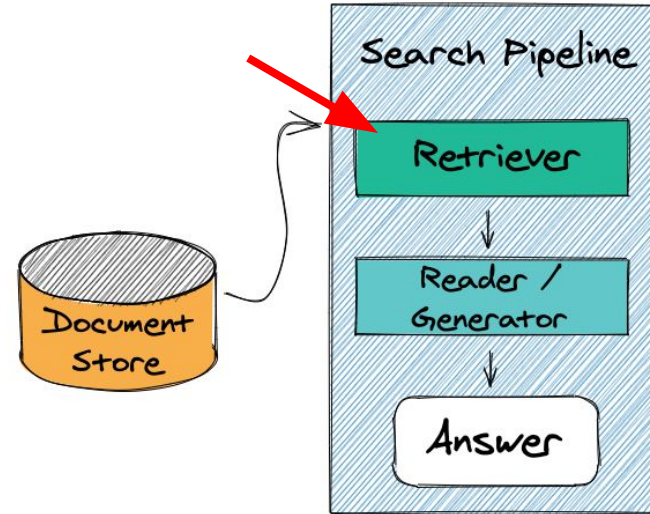 Search Pipeline
Retriever
Reader /
Generator
Document
Store
Answer